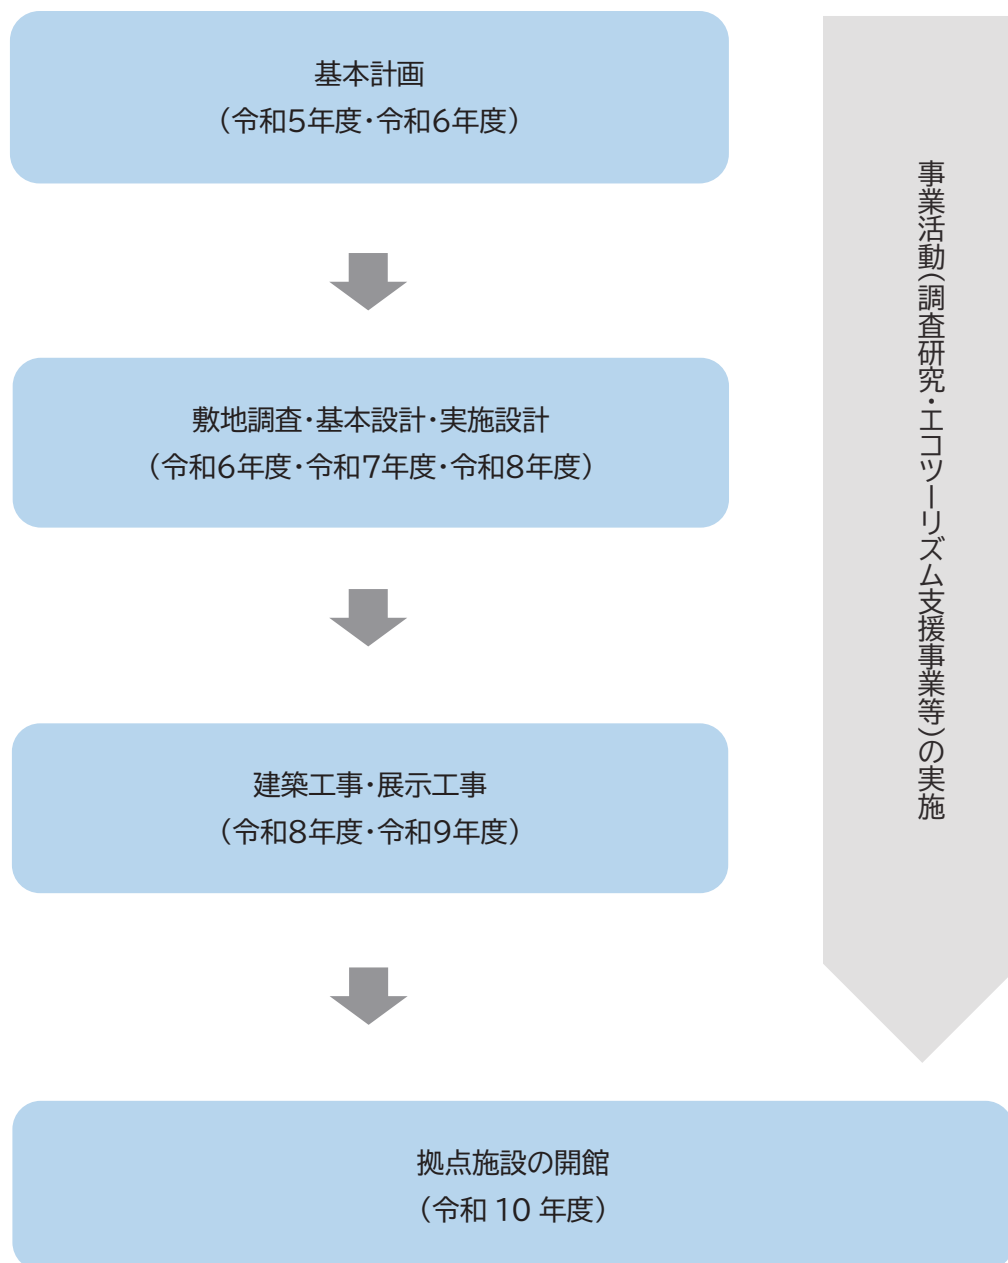 基本計画
（令和5年度・令和6年度）
敷地調査・基本設計・実施設計
（令和6年度・令和7年度・令和8年度）
建築工事・展示工事
（令和8年度・令和9年度）
拠点施設の開館
（令和 10 年度）
事業活動（調査研究・エコツーリズム支援事業等）の実施